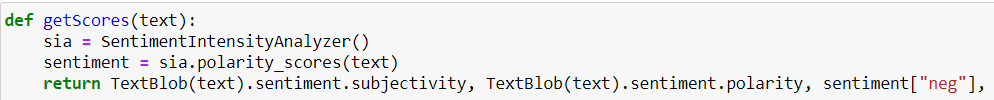 def getScores(text):
    sia = SentimentIntensityAnalyzer()
    sentiment = sia.polarity_scores(text)
    return TextBlob(text).sentiment.subjectivity, TextBlob(text).sentiment.polarity, sentiment["neg"],